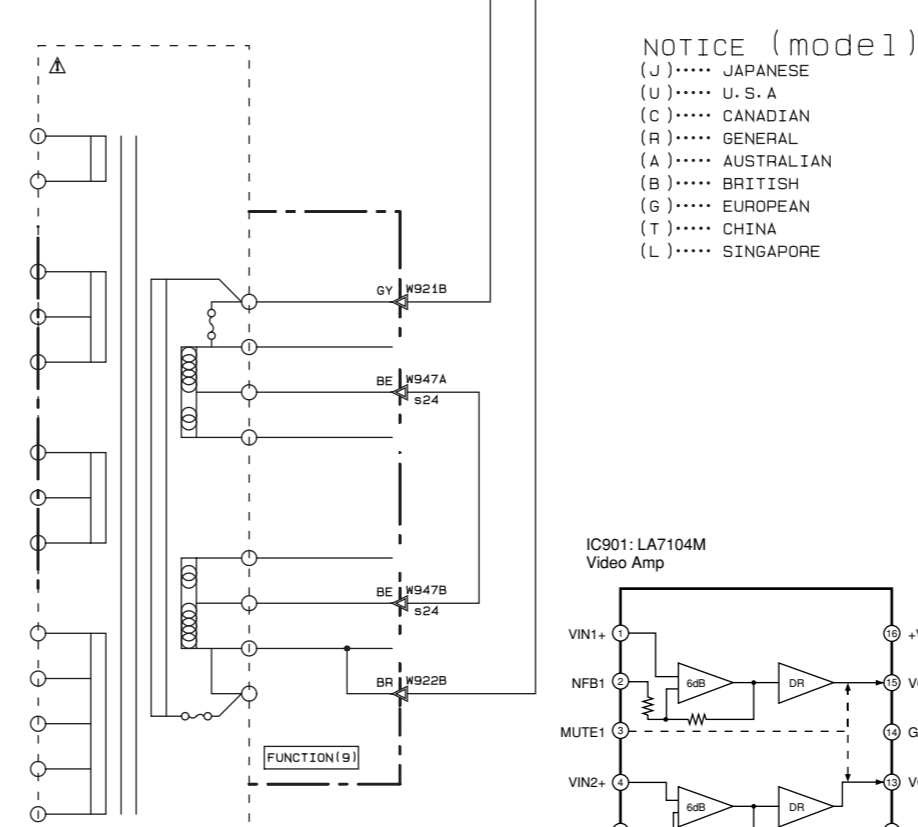 NOTICE (model)
(J)····· JAPANESE
(U)····· U.S.A
(C)····· CANADIAN
(R)····· GENERAL
(A)····· AUSTRALIAN
(B)····· BRITISH
(G)····· EUROPEAN
(T)····· CHINA
(L)····· SINGAPORE
GY W921B
BE W947A
s24
BE W947B
s24
BR W922B
FUNCTION(9)
IC901: LA7104M
Video Amp
VIN1+ 1
16
NFB1 2
6dB
DR
15
MUTE1 3
14
VIN2+ 4
6dB
DR
13